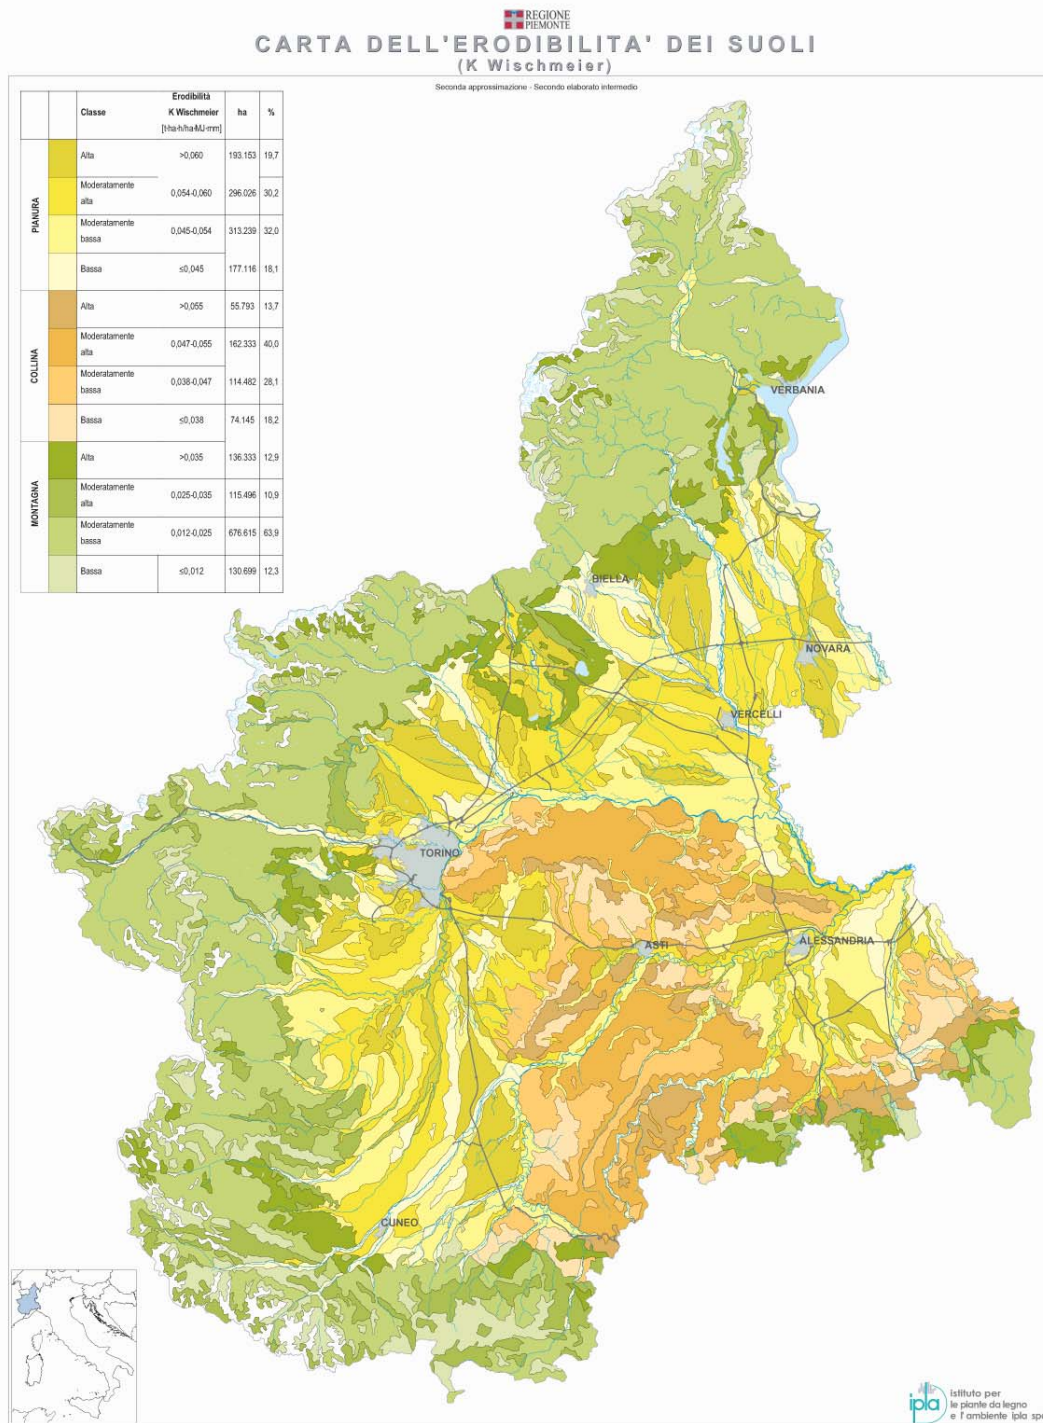 REGIONE
PIEMONTE
CARTA DELL'ERODIBILITA' DEI SUOLI
(K Wischmeier)
Seconda approssimazione - Secondo elaborato intermedio
Classe Erodibilità K Wischmeier [t·ha·h/ha·MJ·mm] ha %
PIANURA
Alta >0,060 193.153 19,7
Moderatamente alta 0,054-0,060 296.026 30,2
Moderatamente bassa 0,045-0,054 313.239 32,0
Bassa ≤0,045 177.116 18,1
COLLINA
Alta >0,055 55.793 13,7
Moderatamente alta 0,047-0,055 162.333 40,0
Moderatamente bassa 0,038-0,047 114.482 28,1
Bassa ≤0,038 74.145 18,2
MONTAGNA
Alta >0,035 136.333 12,9
Moderatamente alta 0,025-0,035 115.496 10,9
Moderatamente bassa 0,012-0,025 676.615 63,9
Bassa ≤0,012 130.699 12,3
VERBANIA
BIELLA
NOVARA
VERCELLI
TORINO
ASTI
ALESSANDRIA
CUNEO
ipla
istituto per
le piante da legno
e l'ambiente ipla spa